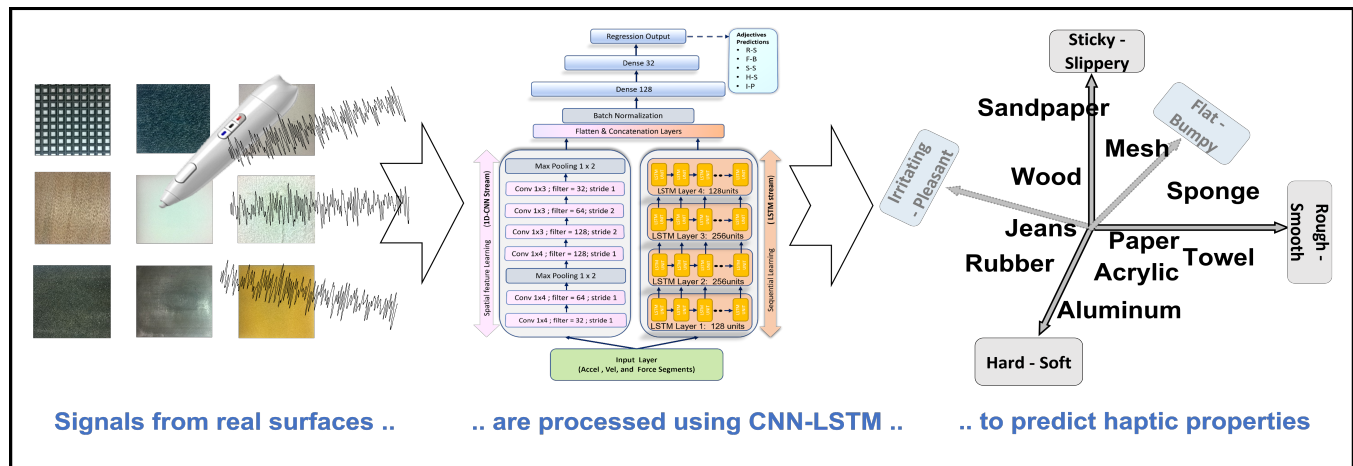 Regression Output
Adjectives
Predictions
• R-S
• F-B
• S-S
• H-S
• I-P
Dense 32
Dense 128
Batch Normalization
Flatten & Concatenation Layers
Spatial feature Learning (1D-CNN Stream)
Max Pooling 1 x 2
Conv 1x3 ; filter = 32; stride 1
Conv 1x3 ; filter = 64; stride 2
Conv 1x3 ; filter = 128; stride 2
Conv 1x4 ; filter = 128; stride 1
Max Pooling 1 x 2
Conv 1x4 ; filter = 64 ; stride 1
Conv 1x4 ; filter = 32 ; stride 1
LSTM Layer 4: 128units
LSTM Layer 3: 256units
LSTM Layer 2: 256units
LSTM Layer 1: 128 units
Sequential Learning (LSTM stream)
Input Layer
(Accel , Vel, and Force Segments)
Sticky -
Slippery
Flat -
Bumpy
Irritating
- Pleasant
Rough -
Smooth
Hard - Soft
Sandpaper
Mesh
Wood
Sponge
Jeans
Paper
Rubber
Acrylic
Towel
Aluminum
Signals from real surfaces ..
.. are processed using CNN-LSTM ..
.. to predict haptic properties